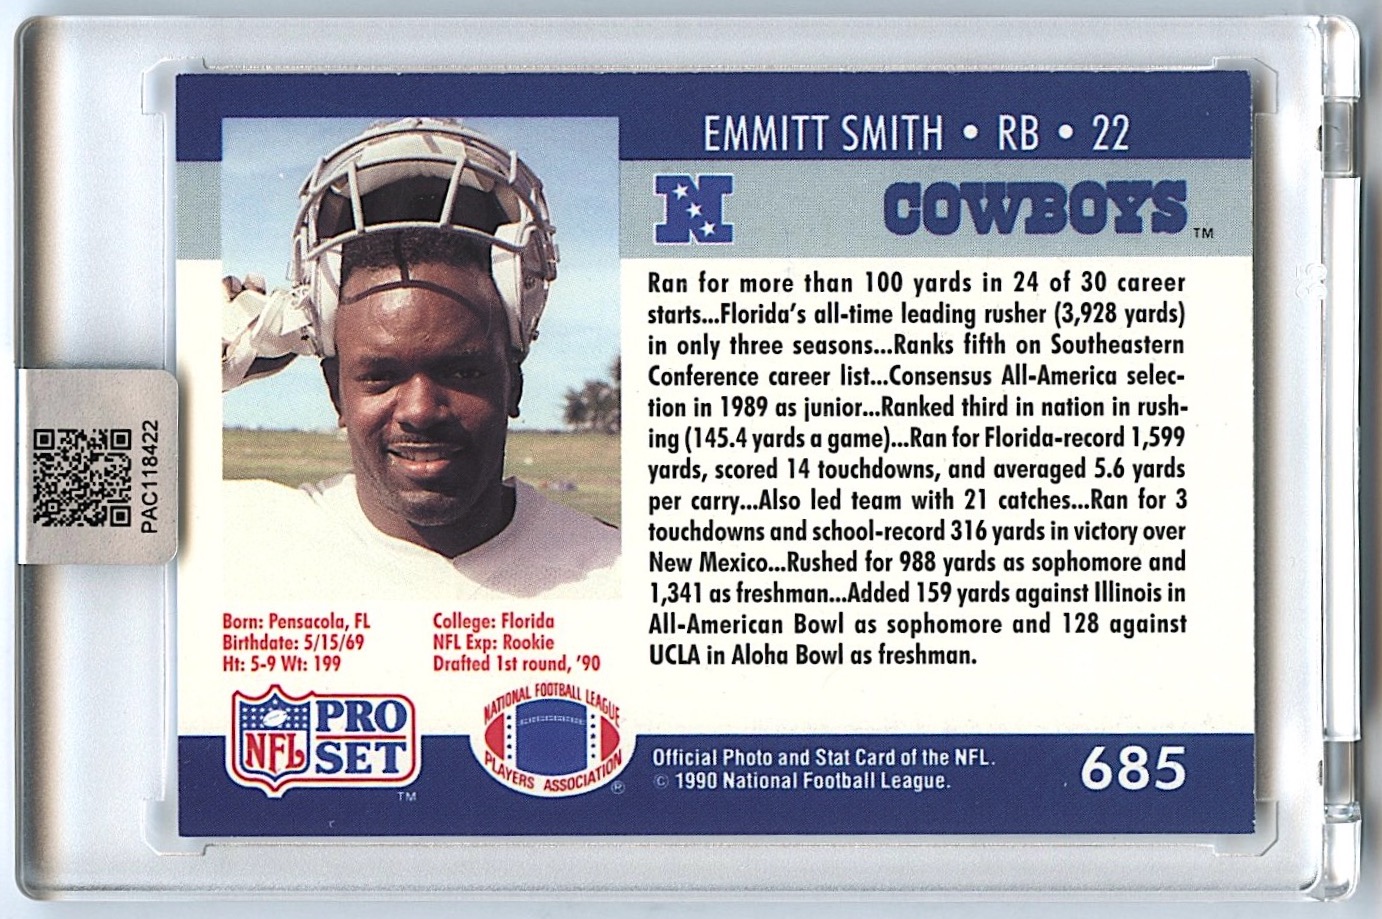 EMMITT SMITH • RB • 22
N
COWBOYS TM
Ran for more than 100 yards in 24 of 30 career
starts...Florida's all-time leading rusher (3,928 yards)
in only three seasons...Ranks fifth on Southeastern
Conference career list...Consensus All-America selec-
tion in 1989 as junior...Ranked third in nation in rush-
ing (145.4 yards a game)...Ran for Florida-record 1,599
yards, scored 14 touchdowns, and averaged 5.6 yards
per carry...Also led team with 21 catches...Ran for 3
touchdowns and school-record 316 yards in victory over
New Mexico...Rushed for 988 yards as sophomore and
1,341 as freshman...Added 159 yards against Illinois in
All-American Bowl as sophomore and 128 against
UCLA in Aloha Bowl as freshman.
PAC118422
Born: Pensacola, FL
Birthdate: 5/15/69
Ht: 5-9 Wt: 199
College: Florida
NFL Exp: Rookie
Drafted 1st round, '90
NFL
PRO
SET
TM
NATIONAL FOOTBALL LEAGUE
PLAYERS ASSOCIATION
®
Official Photo and Stat Card of the NFL.
© 1990 National Football League.
685